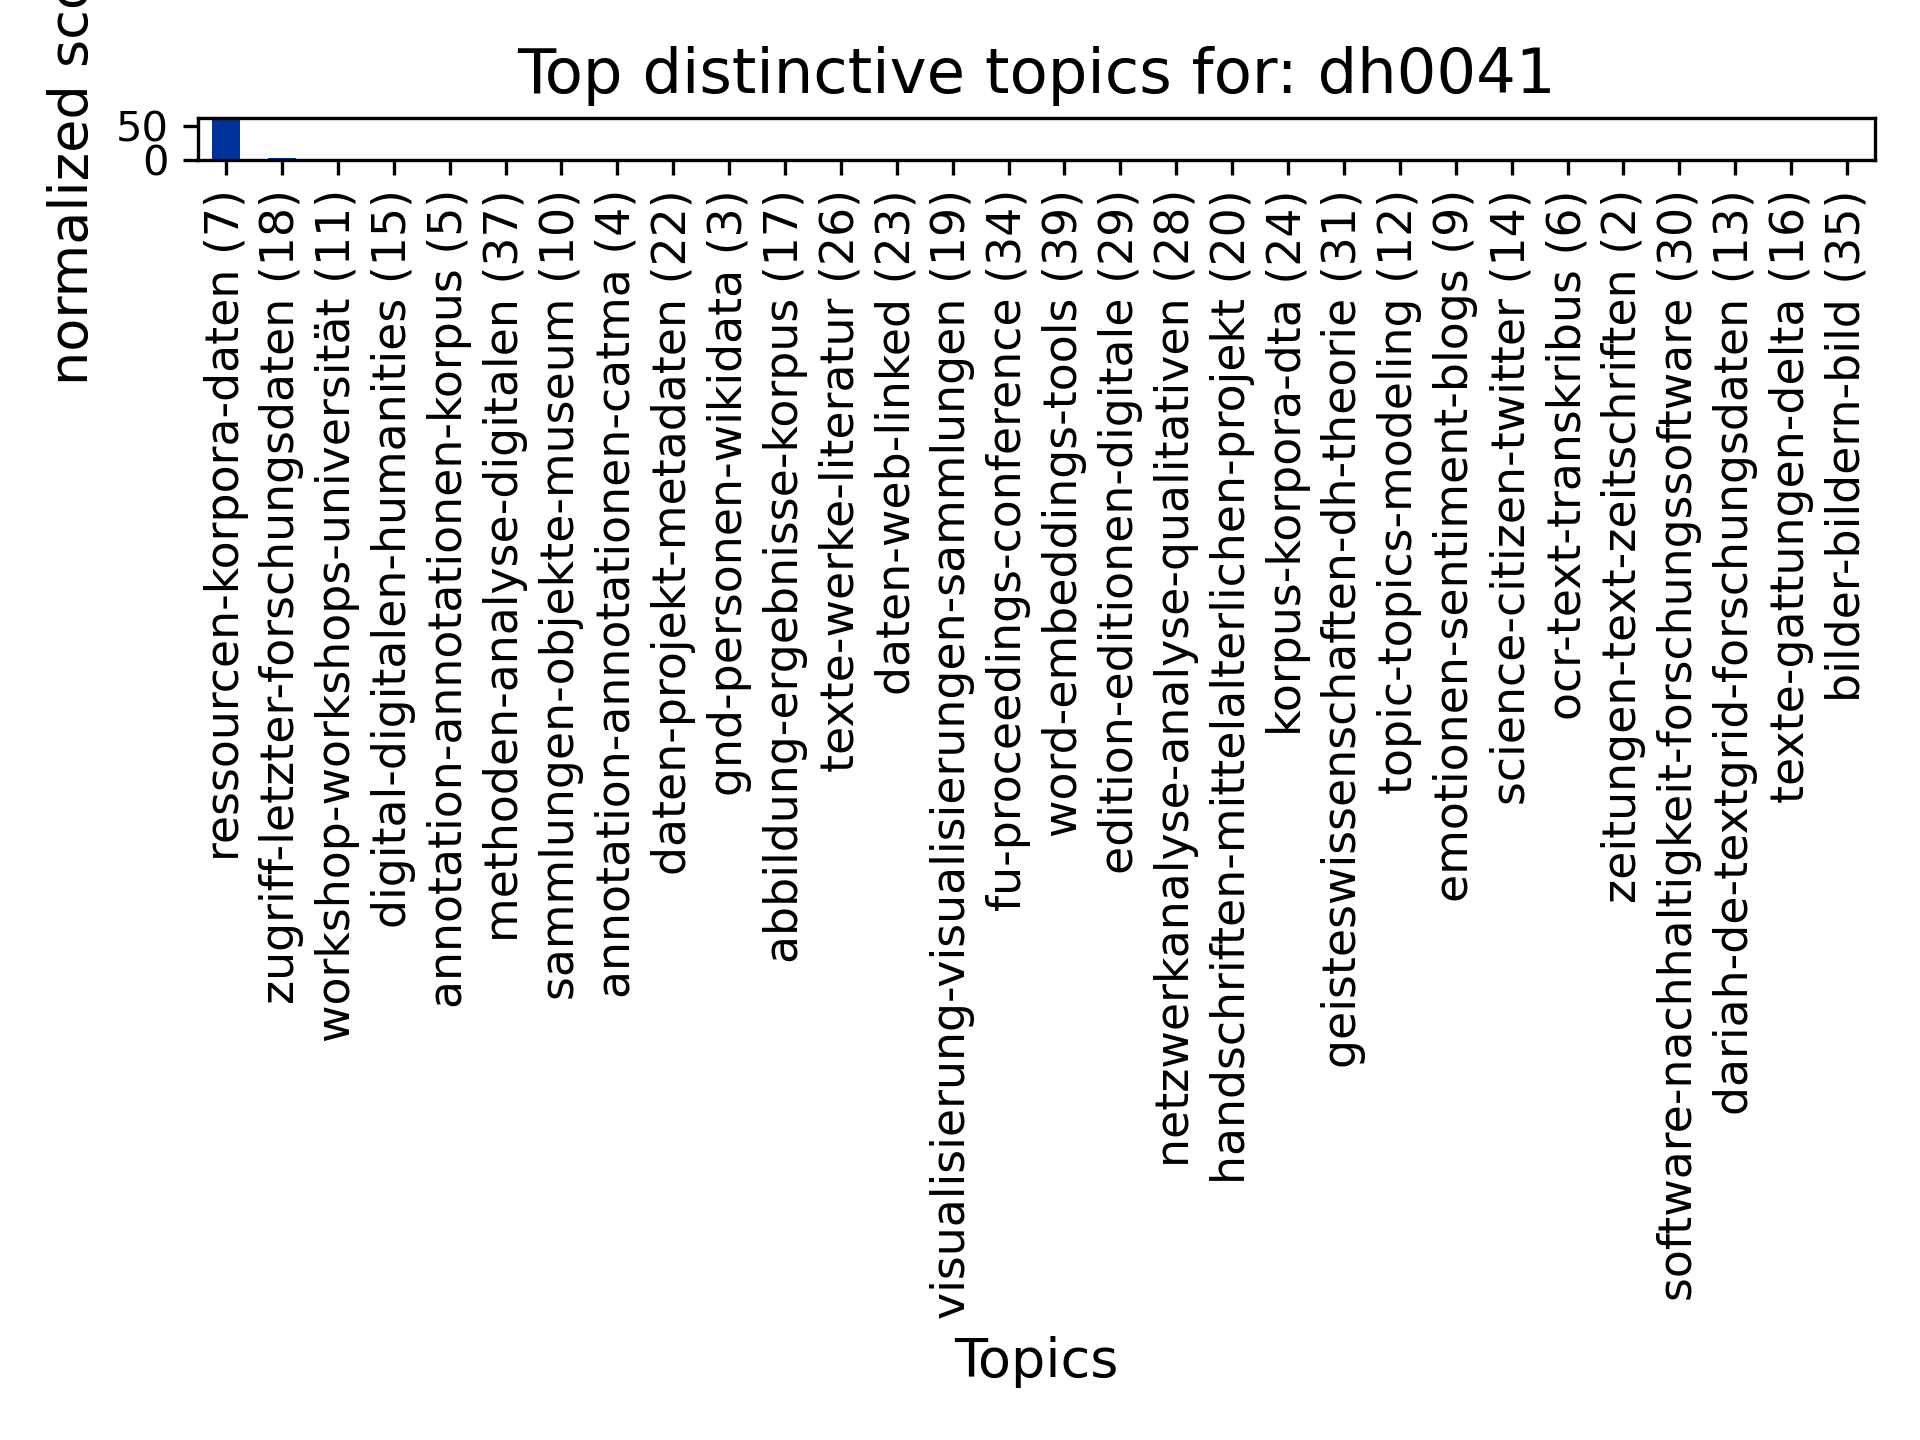 Top distinctive topics for: dh0041
normalized sco
50
0
ressourcen-korpora-daten (7)
zugriff-letzter-forschungsdaten (18)
workshop-workshops-universität (11)
digital-digitalen-humanities (15)
annotation-annotationen-korpus (5)
methoden-analyse-digitalen (37)
sammlungen-objekte-museum (10)
annotation-annotationen-catma (4)
daten-projekt-metadaten (22)
gnd-personen-wikidata (3)
abbildung-ergebnisse-korpus (17)
texte-werke-literatur (26)
daten-web-linked (23)
visualisierung-visualisierungen-sammlungen (19)
fu-proceedings-conference (34)
word-embeddings-tools (39)
edition-editionen-digitale (29)
netzwerkanalyse-analyse-qualitativen (28)
handschriften-mittelalterlichen-projekt (20)
korpus-korpora-dta (24)
geisteswissenschaften-dh-theorie (31)
topic-topics-modeling (12)
emotionen-sentiment-blogs (9)
science-citizen-twitter (14)
ocr-text-transkribus (6)
zeitungen-text-zeitschriften (2)
software-nachhaltigkeit-forschungssoftware (30)
dariah-de-textgrid-forschungsdaten (13)
texte-gattungen-delta (16)
bilder-bildern-bild (35)
Topics